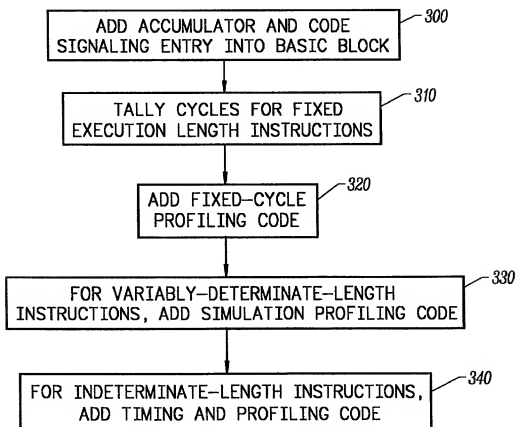 ADD ACCUMULATOR AND CODE
SIGNALING ENTRY INTO BASIC BLOCK
300
TALLY CYCLES FOR FIXED
EXECUTION LENGTH INSTRUCTIONS
310
ADD FIXED-CYCLE
PROFILING CODE
320
FOR VARIABLY-DETERMINATE-LENGTH
INSTRUCTIONS, ADD SIMULATION PROFILING CODE
330
FOR INDETERMINATE-LENGTH INSTRUCTIONS,
ADD TIMING AND PROFILING CODE
340